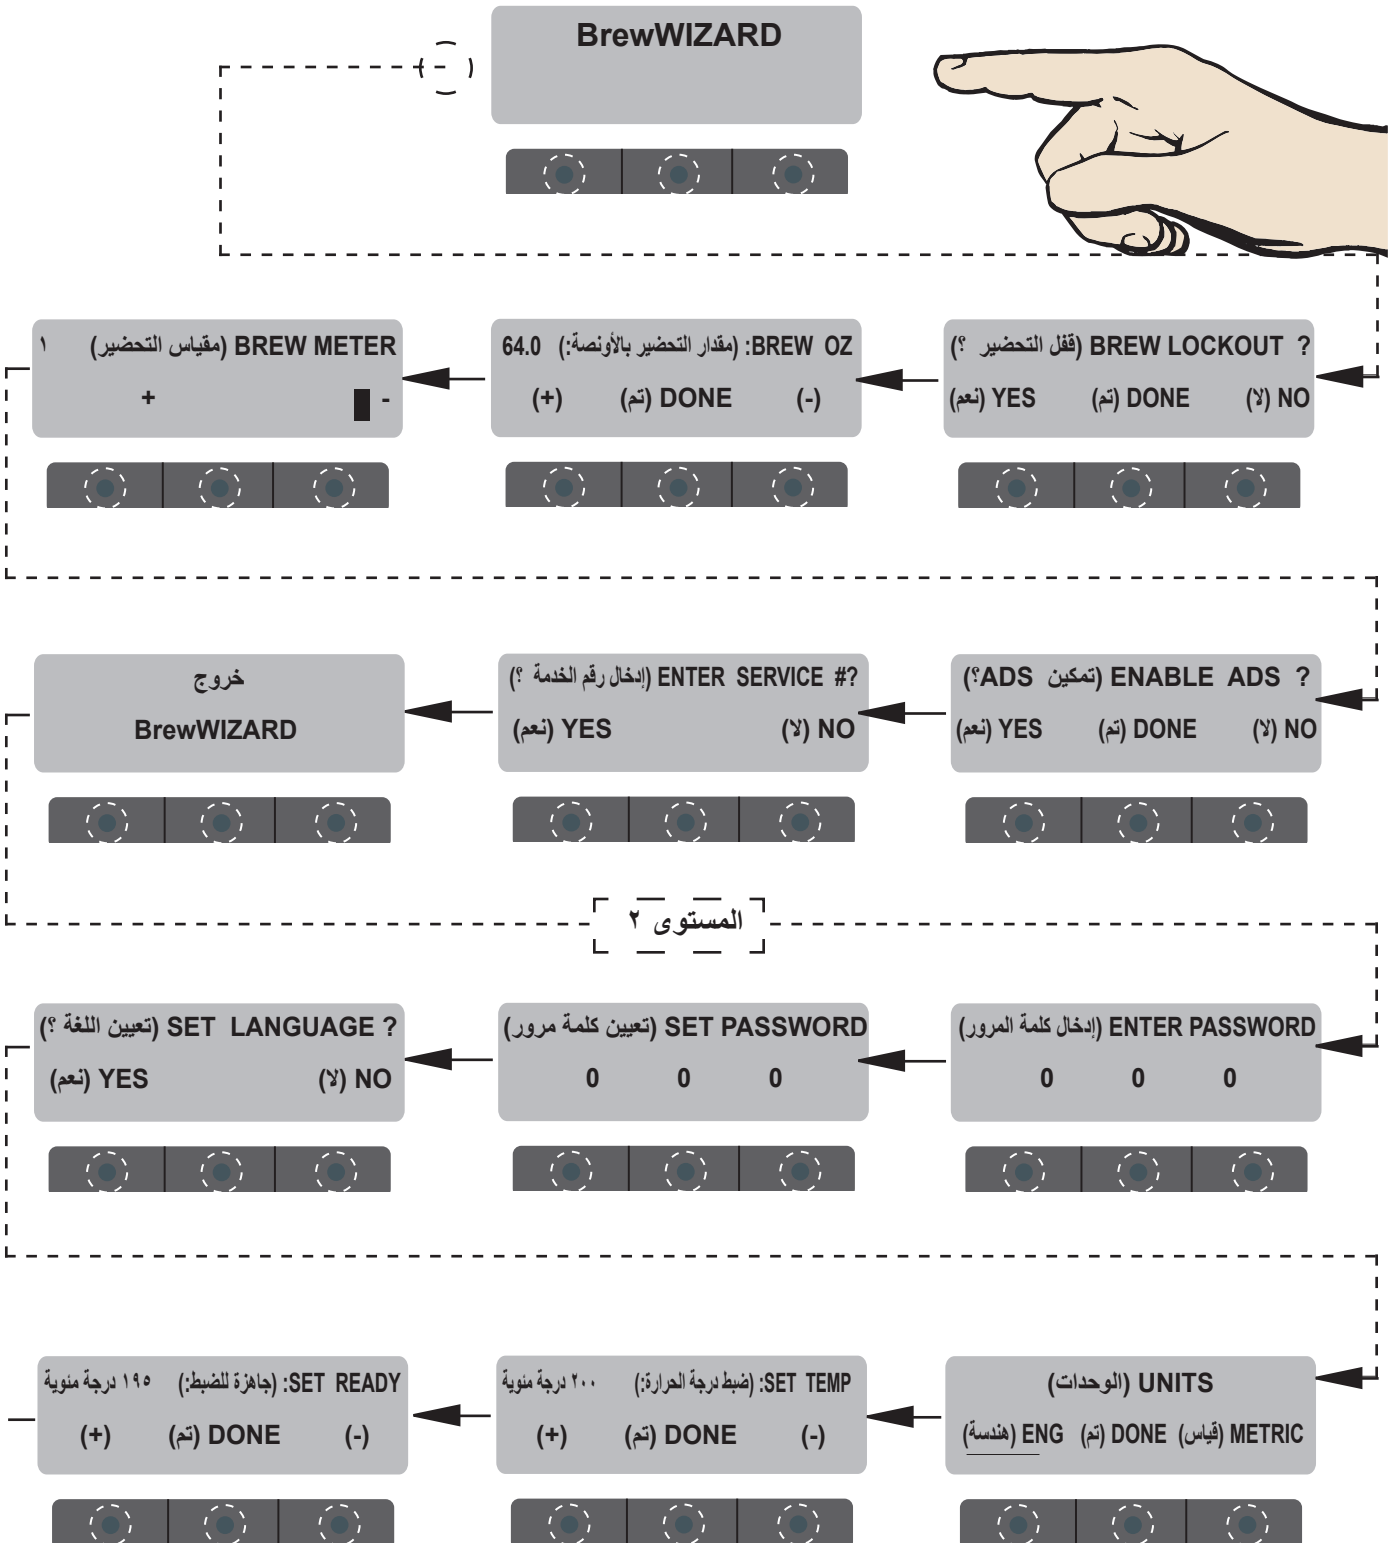 BrewWIZARD
BREW LOCKOUT ? (قفل التحضير ؟)
NO (لا) DONE (تم) YES (نعم)
BREW OZ: (مقدار التحضير بالأونصة:) 64.0
(-) DONE (تم) (+)
BREW METER (مقياس التحضير) ١
- +
ENABLE ADS ? (تمكين ADS؟)
NO (لا) DONE (تم) YES (نعم)
ENTER SERVICE #? (إدخال رقم الخدمة ؟)
NO (لا) YES (نعم)
خروج
BrewWIZARD
المستوى ٢
ENTER PASSWORD (إدخال كلمة المرور)
0 0 0
SET PASSWORD (تعيين كلمة مرور)
0 0 0
SET LANGUAGE ? (تعيين اللغة ؟)
NO (لا) YES (نعم)
UNITS (الوحدات)
METRIC (قياس) DONE (تم) ENG (هندسة)
SET TEMP: (ضبط درجة الحرارة:) ٢٠٠ درجة مئوية
(-) DONE (تم) (+)
SET READY: (جاهزة للضبط:) ١٩٥ درجة مئوية
(-) DONE (تم) (+)